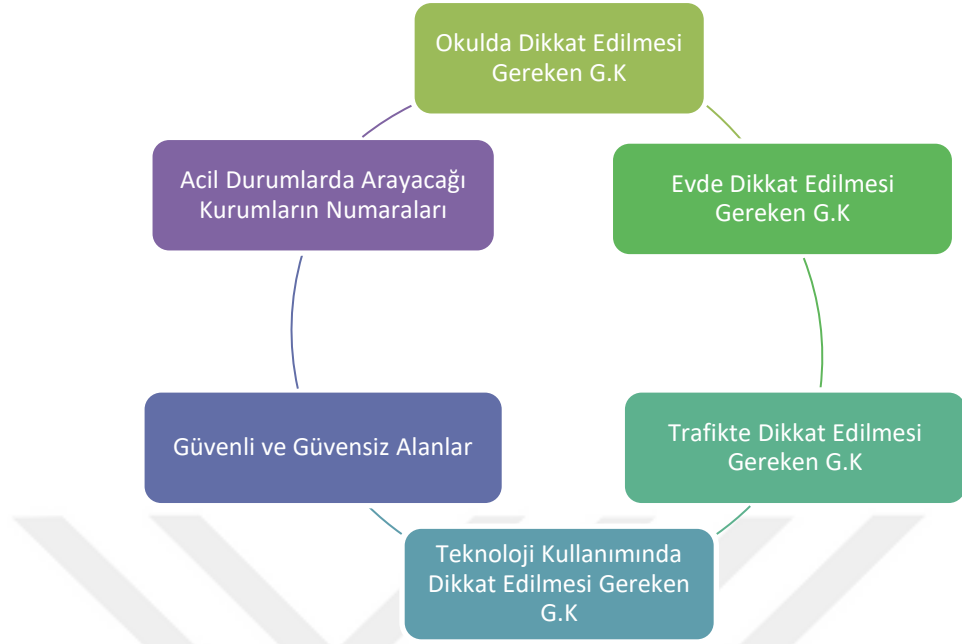 Okulda Dikkat Edilmesi
Gereken G.K
Evde Dikkat Edilmesi
Gereken G.K
Trafikte Dikkat Edilmesi
Gereken G.K
Teknoloji Kullanımında
Dikkat Edilmesi Gereken
G.K
Güvenli ve Güvensiz Alanlar
Acil Durumlarda Arayacağı
Kurumların Numaraları